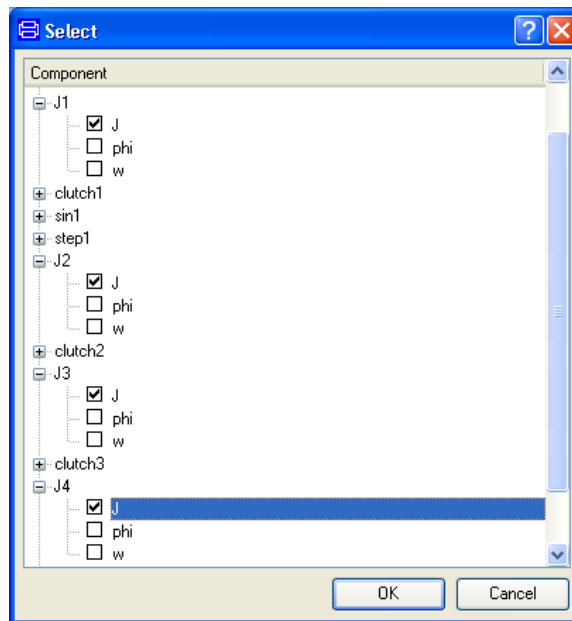 Select
Component
J1
J
phi
w
clutch1
sin1
step1
J2
J
phi
w
clutch2
J3
J
phi
w
clutch3
J4
J
phi
w
OK Cancel